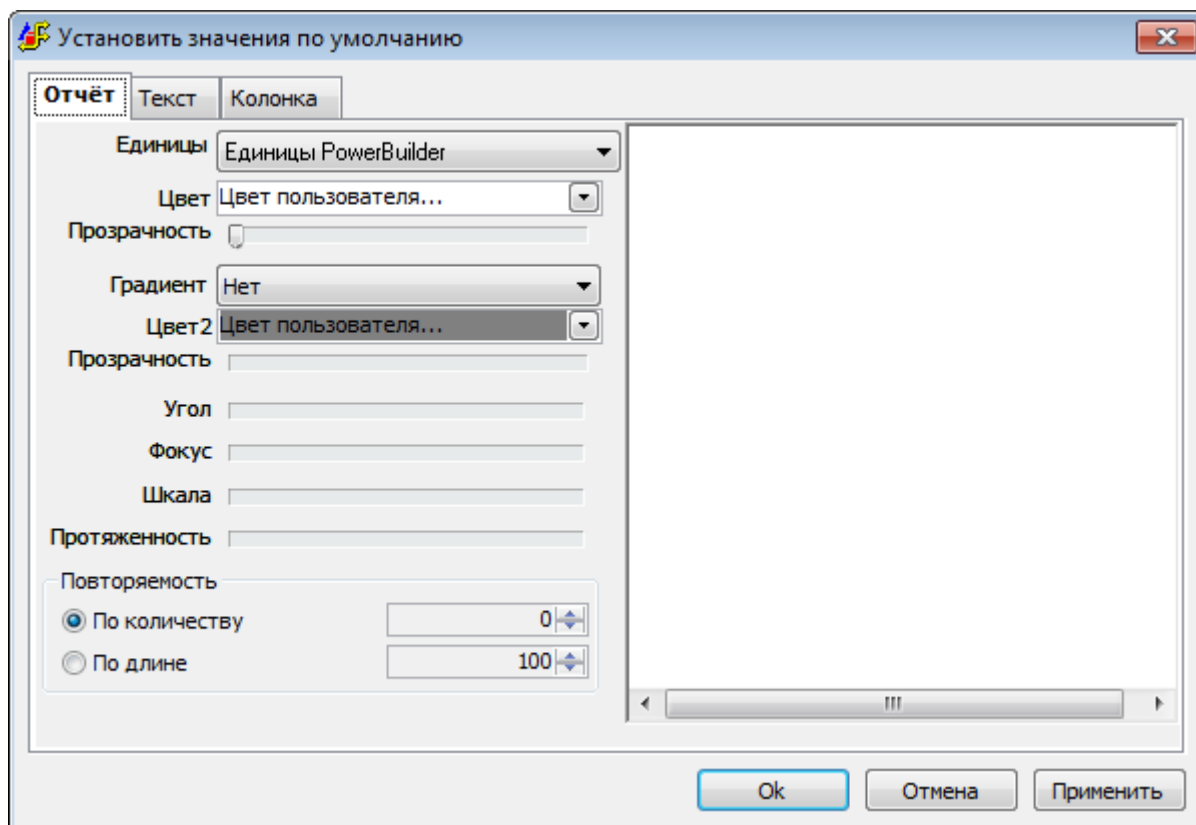 Установить значения по умолчанию
Отчёт Текст Колонка
Единицы Единицы PowerBuilder
Цвет Цвет пользователя...
Прозрачность
Градиент Нет
Цвет2 Цвет пользователя...
Прозрачность
Угол
Фокус
Шкала
Протяженность
Повторяемость
По количеству 0
По длине 100
Ok Отмена Применить